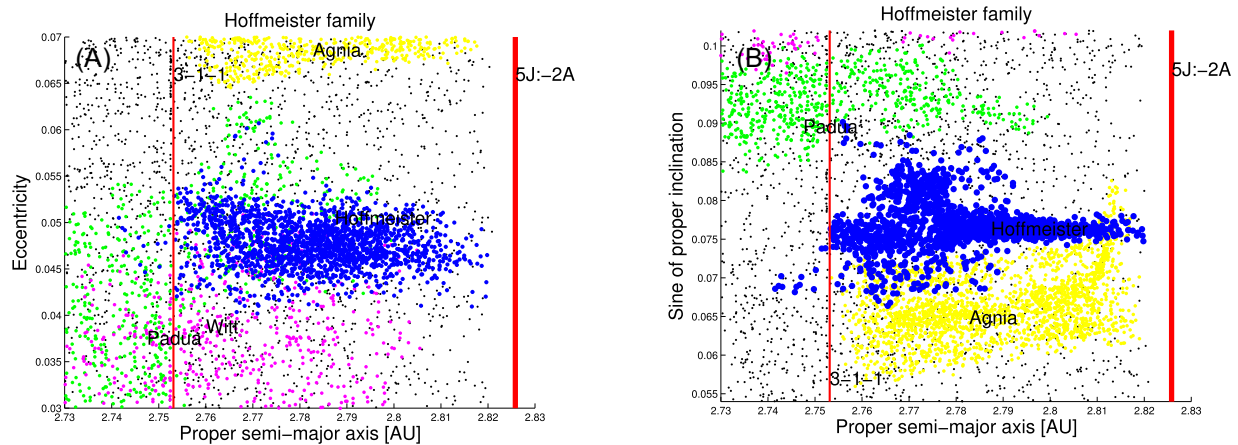 Hoffmeister family
(A)
Agnia
3−1−1
5J:−2A
Hoffmeister
Witt
Padua
0.07
0.065
0.06
0.055
0.05
0.045
0.04
0.035
0.03
Eccentricity
2.73
2.74
2.75
2.76
2.77
2.78
2.79
2.8
2.81
2.82
2.83
Proper semi−major axis [AU]
Hoffmeister family
(B)
5J:−2A
Padua
Hoffmeister
Agnia
3−1−1
0.1
0.095
0.09
0.085
0.08
0.075
0.07
0.065
0.06
0.055
Sine of proper inclination
2.73
2.74
2.75
2.76
2.77
2.78
2.79
2.8
2.81
2.82
2.83
Proper semi−major axis [AU]